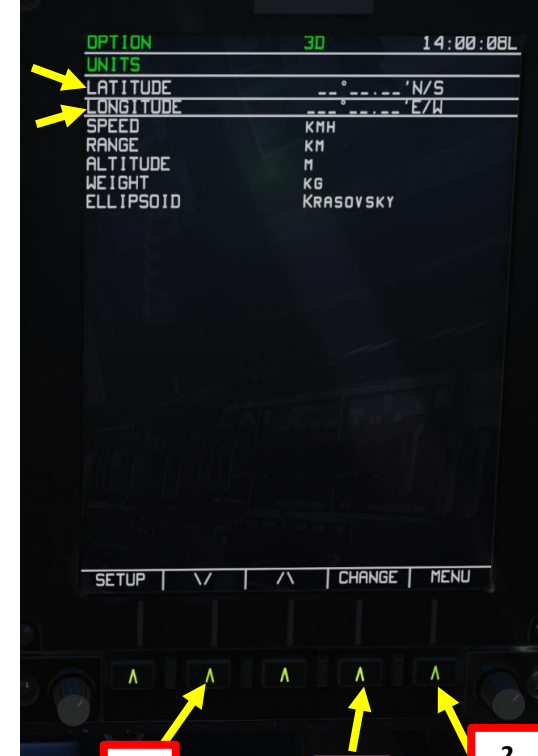 OPTION 3D 14:00:08L
UNITS
LATITUDE __°__.__'N/S
LONGITUDE ___°__.__'E/W
SPEED KMH
RANGE KM
ALTITUDE M
WEIGHT KG
ELLIPSOID KRASOVSKY
SETUP \/ /\ CHANGE MENU
2